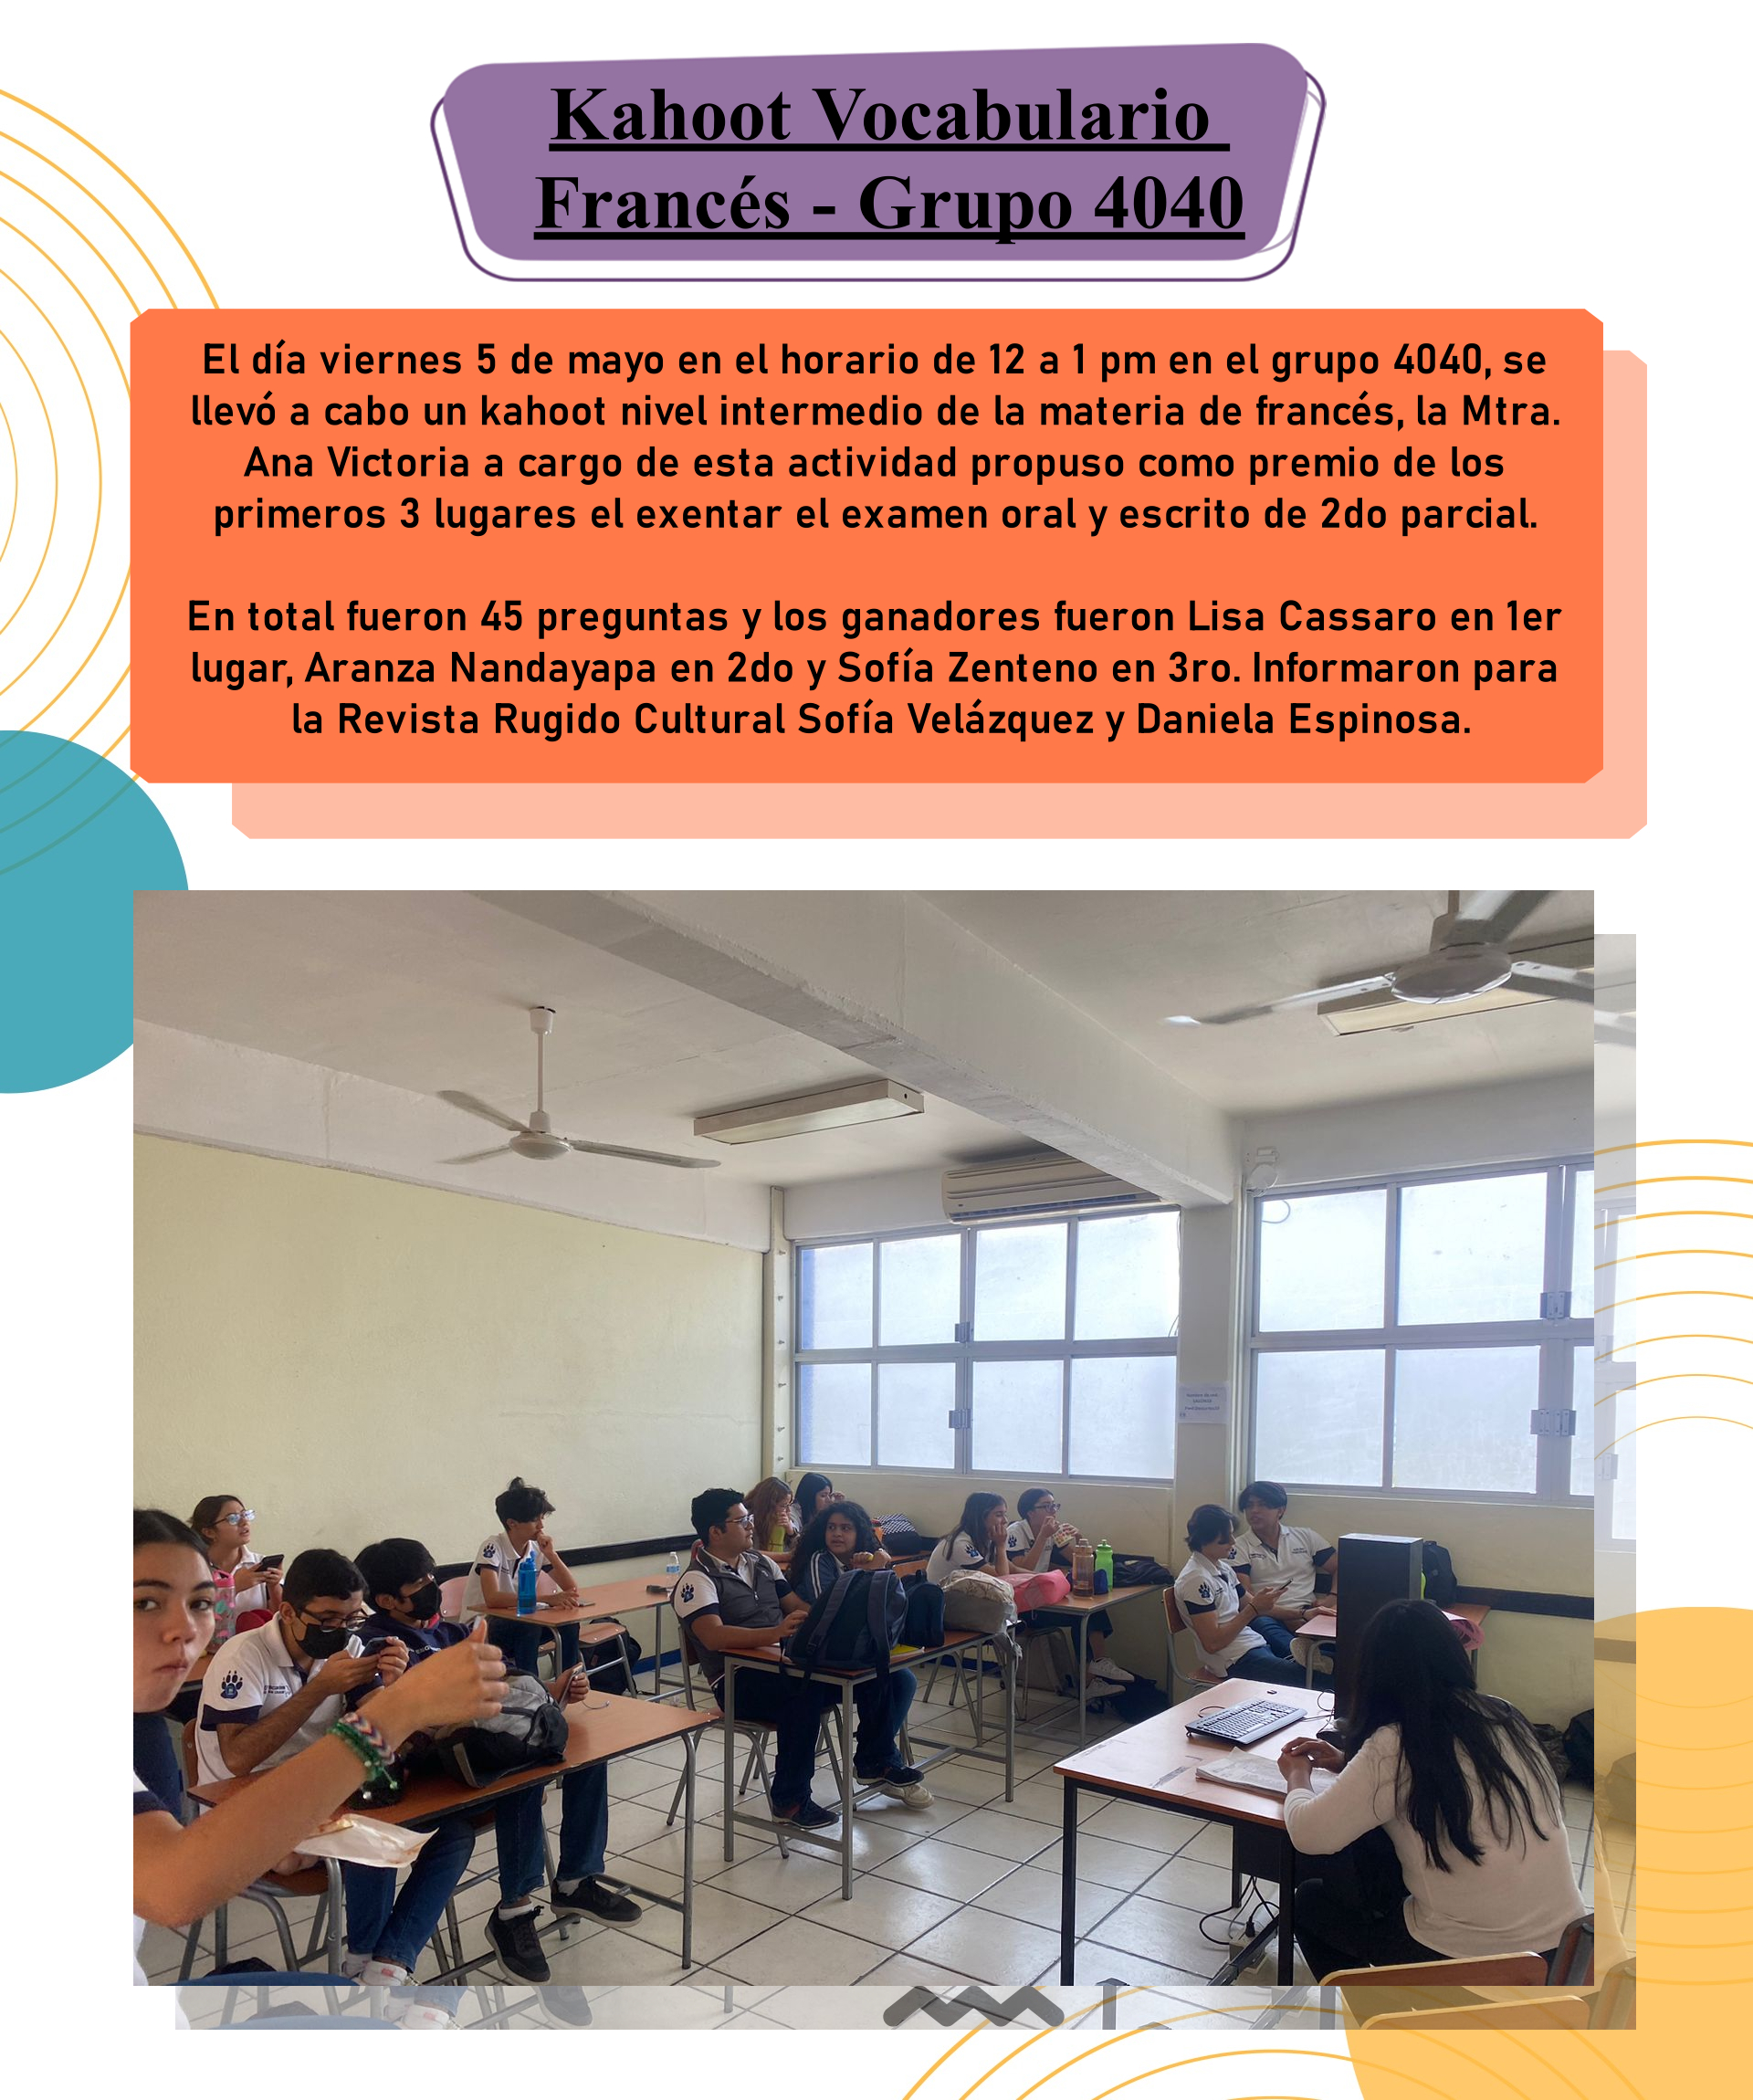 Kahoot Vocabulario
Francés - Grupo 4040
El día viernes 5 de mayo en el horario de 12 a 1 pm en el grupo 4040, se
llevó a cabo un kahoot nivel intermedio de la materia de francés, la Mtra.
Ana Victoria a cargo de esta actividad propuso como premio de los
primeros 3 lugares el exentar el examen oral y escrito de 2do parcial.
En total fueron 45 preguntas y los ganadores fueron Lisa Cassaro en 1er
lugar, Aranza Nandayapa en 2do y Sofía Zenteno en 3ro. Informaron para
la Revista Rugido Cultural Sofía Velázquez y Daniela Espinosa.